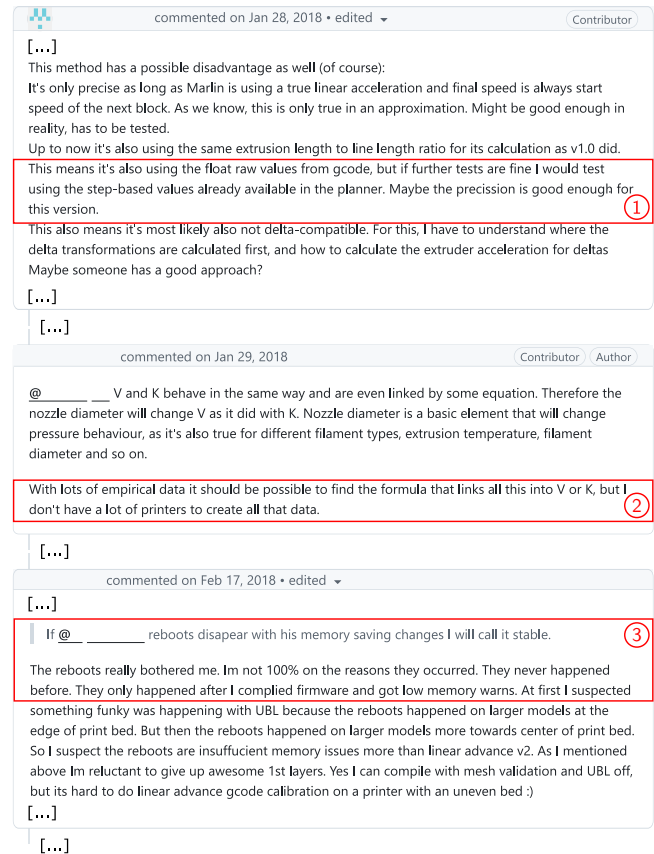 commented on Jan 28, 2018 • edited
Contributor
[...]
This method has a possible disadvantage as well (of course):
It's only precise as long as Marlin is using a true linear acceleration and final speed is always start
speed of the next block. As we know, this is only true in an approximation. Might be good enough in
reality, has to be tested.
Up to now it's also using the same extrusion length to line length ratio for its calculation as v1.0 did.
This means it's also using the float raw values from gcode, but if further tests are fine I would test
using the step-based values already available in the planner. Maybe the precission is good enough for
this version.
①
This also means it's most likely also not delta-compatible. For this, I have to understand where the
delta transformations are calculated first, and how to calculate the extruder acceleration for deltas
Maybe someone has a good approach?
[...]
[...]
commented on Jan 29, 2018
Contributor
Author
@ V and K behave in the same way and are even linked by some equation. Therefore the
nozzle diameter will change V as it did with K. Nozzle diameter is a basic element that will change
pressure behaviour, as it's also true for different filament types, extrusion temperature, filament
diameter and so on.
With lots of empirical data it should be possible to find the formula that links all this into V or K, but I
don't have a lot of printers to create all that data.
②
[...]
commented on Feb 17, 2018 • edited
[...]
If @ reboots disapear with his memory saving changes I will call it stable.
③
The reboots really bothered me. Im not 100% on the reasons they occurred. They never happened
before. They only happened after I complied firmware and got low memory warns. At first I suspected
something funky was happening with UBL because the reboots happened on larger models at the
edge of print bed. But then the reboots happened on larger models more towards center of print bed.
So I suspect the reboots are insuffucient memory issues more than linear advance v2. As I mentioned
above Im reluctant to give up awesome 1st layers. Yes I can compile with mesh validation and UBL off,
but its hard to do linear advance gcode calibration on a printer with an uneven bed :)
[...]
[...]